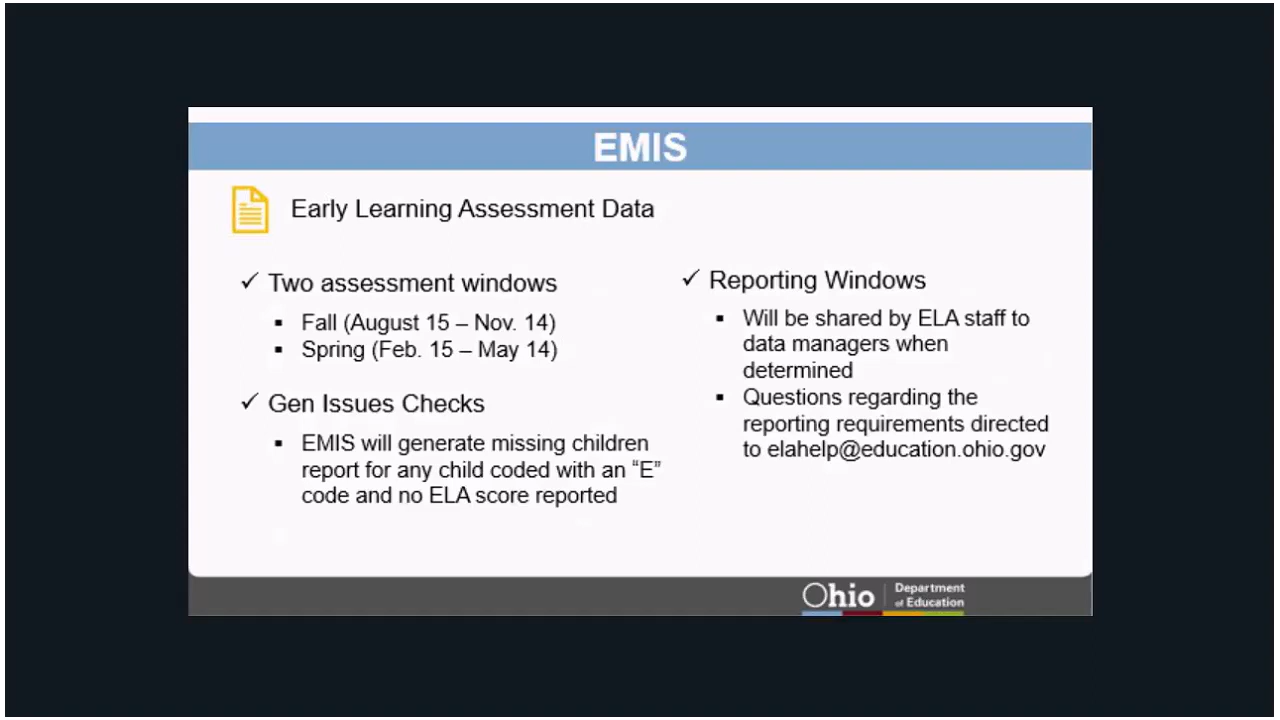 EMIS
Early Learning Assessment Data
✓ Two assessment windows
▪ Fall (August 15 – Nov. 14)
▪ Spring (Feb. 15 – May 14)
✓ Gen Issues Checks
▪ EMIS will generate missing children
report for any child coded with an “E”
code and no ELA score reported
✓ Reporting Windows
▪ Will be shared by ELA staff to
data managers when
determined
▪ Questions regarding the
reporting requirements directed
to elahelp@education.ohio.gov
Ohio
Department
of Education